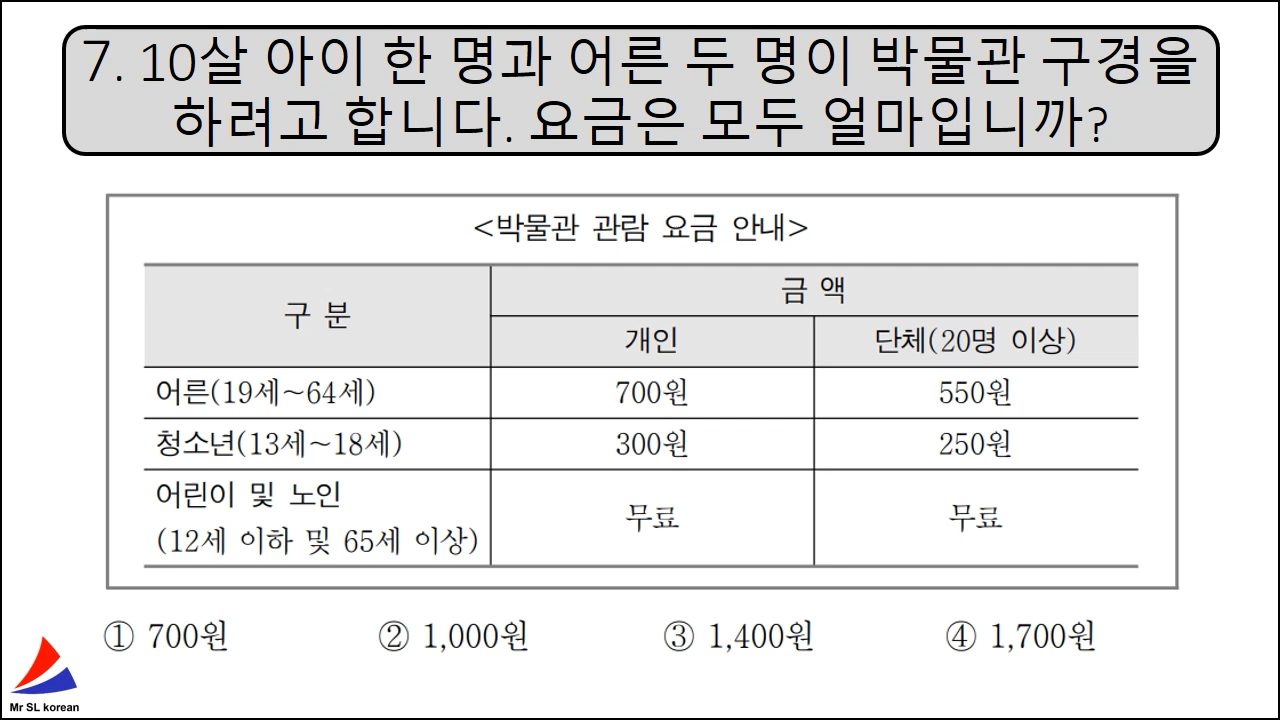 7. 10살 아이 한 명과 어른 두 명이 박물관 구경을
하려고 합니다. 요금은 모두 얼마입니까?
<박물관 관람 요금 안내>
구 분
금 액
개인
단체(20명 이상)
어른(19세~64세)
700원
550원
청소년(13세~18세)
300원
250원
어린이 및 노인
(12세 이하 및 65세 이상)
무료
무료
① 700원
② 1,000원
③ 1,400원
④ 1,700원
Mr SL korean